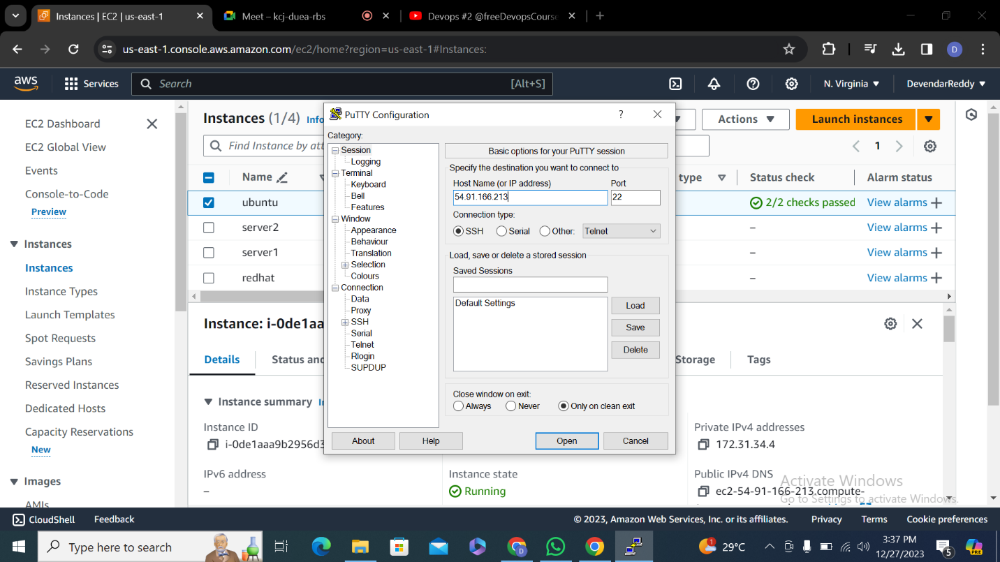 Instances | EC2 | us-east-1
Meet – kcj-duea-rbs
Devops #2 @freeDevopsCours
us-east-1.console.aws.amazon.com/ec2/home?region=us-east-1#Instances:
D
aws
Services
Search
[Alt+S]
N. Virginia
DevendarReddy
EC2 Dashboard
EC2 Global View
Events
Console-to-Code
Preview
Instances
Instances
Instance Types
Launch Templates
Spot Requests
Savings Plans
Reserved Instances
Dedicated Hosts
Capacity Reservations
New
Images
AMIs
Instances (1/4) Info
Actions
Launch instances
Find Instance by att
1
Name
type
Status check
Alarm status
ubuntu
2/2 checks passed
View alarms
server2
–
View alarms
server1
–
View alarms
redhat
–
View alarms
Instance: i-0de1aa
Details
Status and
Storage
Tags
Instance summary
Instance ID
i-0de1aaa9b2956d3
Private IPv4 addresses
172.31.34.4
IPv6 address
–
Instance state
Running
Public IPv4 DNS
ec2-54-91-166-213.compute-
PuTTY Configuration
?
Category:
Session
Logging
Terminal
Keyboard
Bell
Features
Window
Appearance
Behaviour
Translation
Selection
Colours
Connection
Data
Proxy
SSH
Serial
Telnet
Rlogin
SUPDUP
Basic options for your PuTTY session
Specify the destination you want to connect to
Host Name (or IP address)
Port
54.91.166.213
22
Connection type:
SSH
Serial
Other:
Telnet
Load, save or delete a stored session
Saved Sessions
Default Settings
Load
Save
Delete
Close window on exit:
Always
Never
Only on clean exit
About
Help
Open
Cancel
Activate Windows
Go to Settings to activate Windows.
CloudShell
Feedback
© 2023, Amazon Web Services, Inc. or its affiliates.
Privacy
Terms
Cookie preferences
Type here to search
D
1
29°C
3:37 PM
12/27/2023
5
PRE